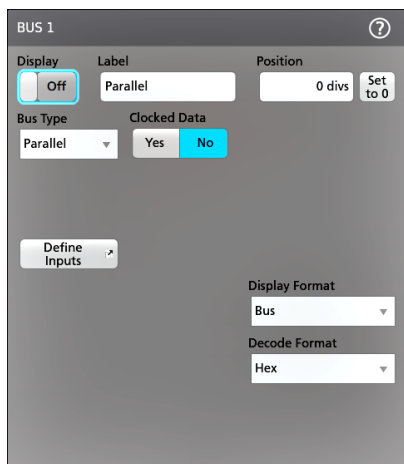 BUS 1
?
Display Label Position
Off Parallel 0 divs Set to 0
Bus Type Clocked Data
Parallel Yes No
Define
Inputs
Display Format
Bus
Decode Format
Hex